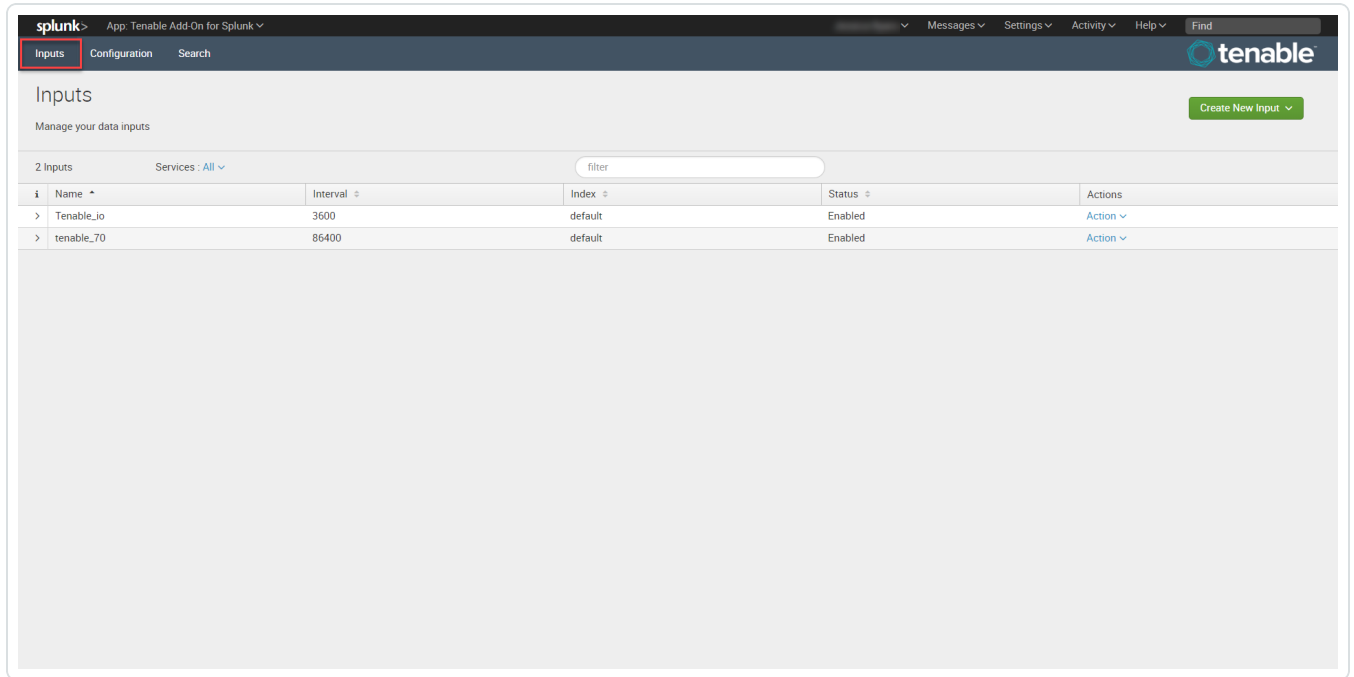 splunk> App: Tenable Add-On for Splunk Messages Settings Activity Help Find
Inputs Configuration Search tenable
Inputs
Create New Input
Manage your data inputs
2 Inputs Services : All filter
i Name Interval Index Status Actions
> Tenable_io 3600 default Enabled Action
> tenable_70 86400 default Enabled Action